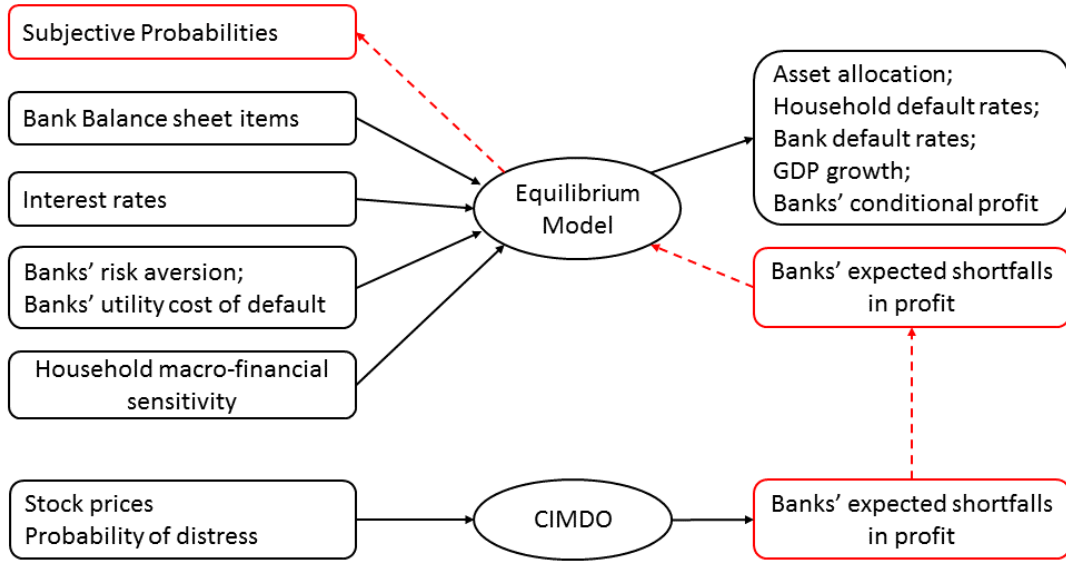 Subjective Probabilities
Bank Balance sheet items
Interest rates
Banks’ risk aversion;
Banks’ utility cost of default
Household macro-financial
sensitivity
Equilibrium
Model
Asset allocation;
Household default rates;
Bank default rates;
GDP growth;
Banks’ conditional profit
Banks’ expected shortfalls
in profit
Stock prices
Probability of distress
CIMDO
Banks’ expected shortfalls
in profit